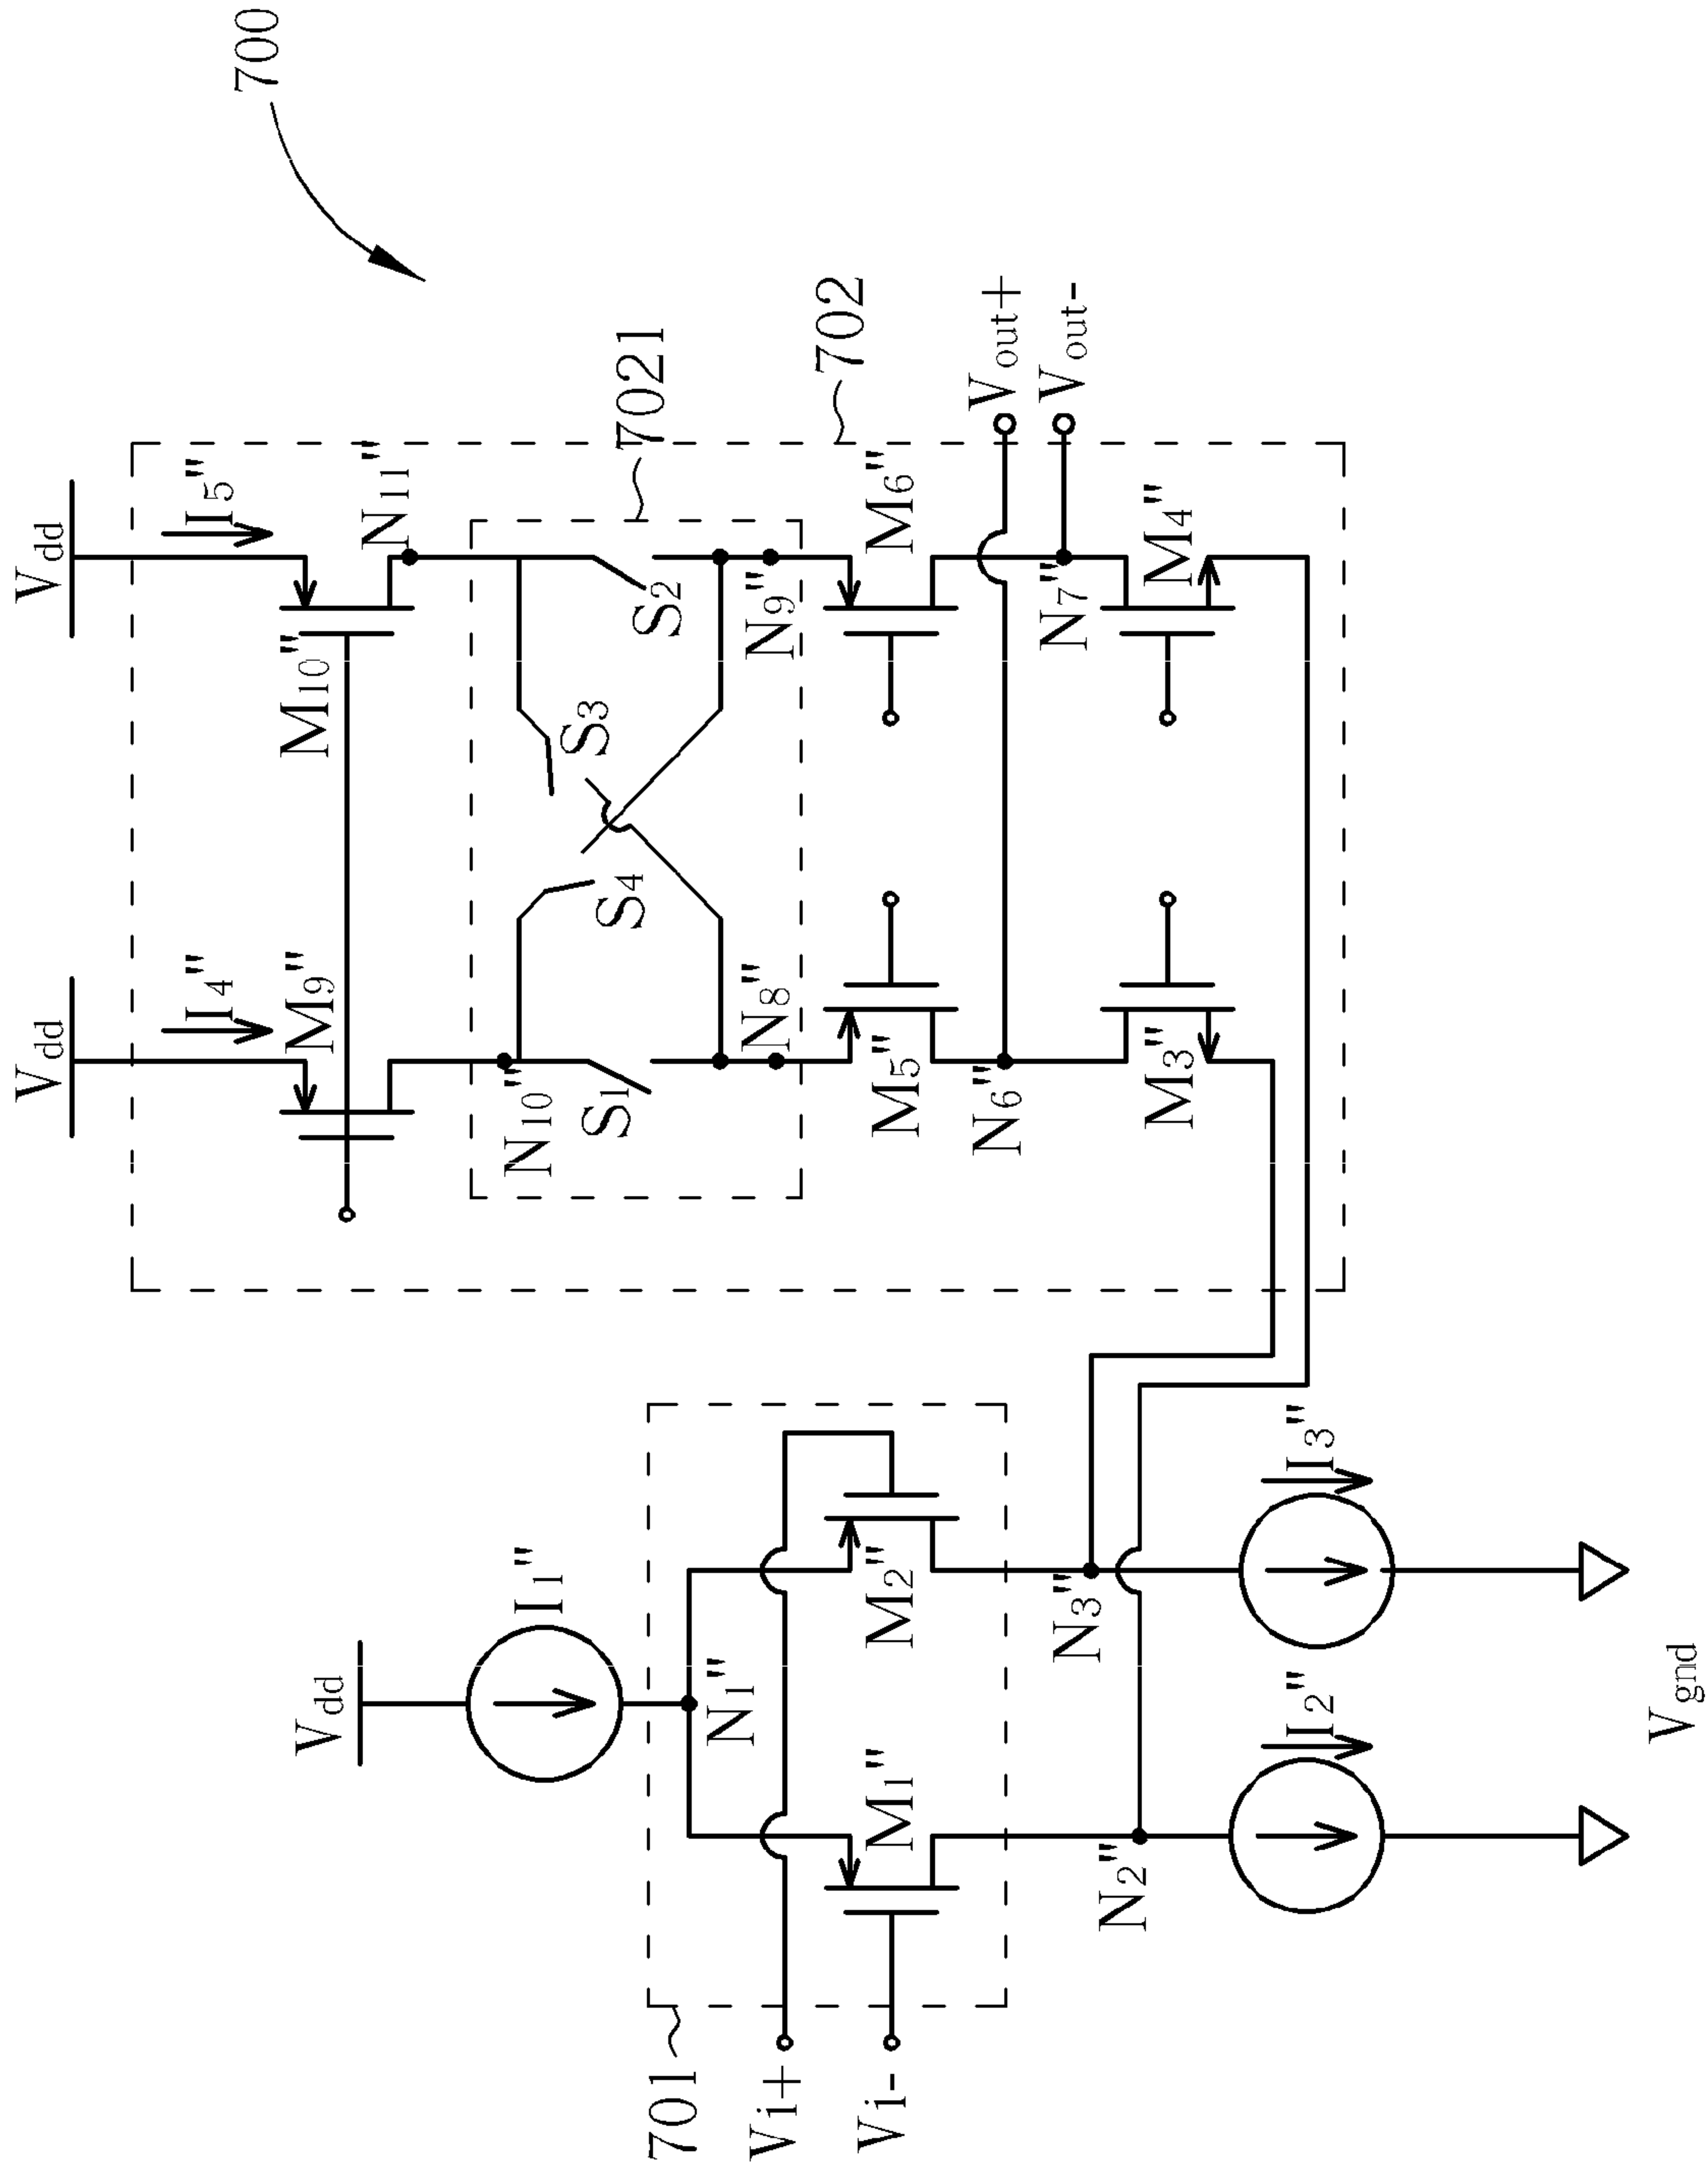 700
Vdd
Vdd
I4"
I5"
M9"
M10"
N11"
7021
N10"
S1
S4
S3
S2
N8"
N9"
702
M5"
M6"
Vout+
Vout-
N6"
N7"
M3"
M4"
Vdd
I1"
701
N1"
Vi+
Vi-
M1"
M2"
N2"
N3"
I2"
I3"
Vgnd